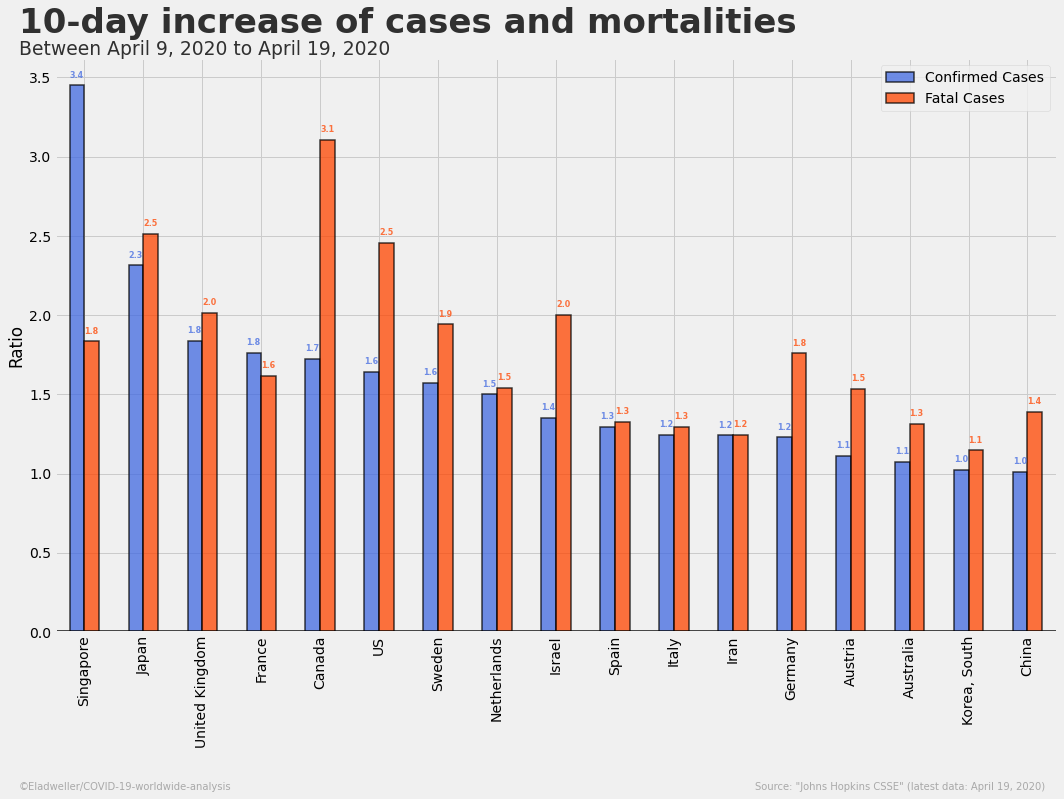 10-day increase of cases and mortalities
Between April 9, 2020 to April 19, 2020
Confirmed Cases
Fatal Cases
Ratio
3.5
3.0
2.5
2.0
1.5
1.0
0.5
0.0
3.4 1.8
2.3 2.5
1.8 2.0
1.8 1.6
1.7 3.1
1.6 2.5
1.6 1.9
1.5 1.5
1.4 2.0
1.3 1.3
1.2 1.3
1.2 1.2
1.2 1.8
1.1 1.5
1.1 1.3
1.0 1.1
1.0 1.4
Singapore
Japan
United Kingdom
France
Canada
US
Sweden
Netherlands
Israel
Spain
Italy
Iran
Germany
Austria
Australia
Korea, South
China
©Eladweller/COVID-19-worldwide-analysis
Source: "Johns Hopkins CSSE" (latest data: April 19, 2020)